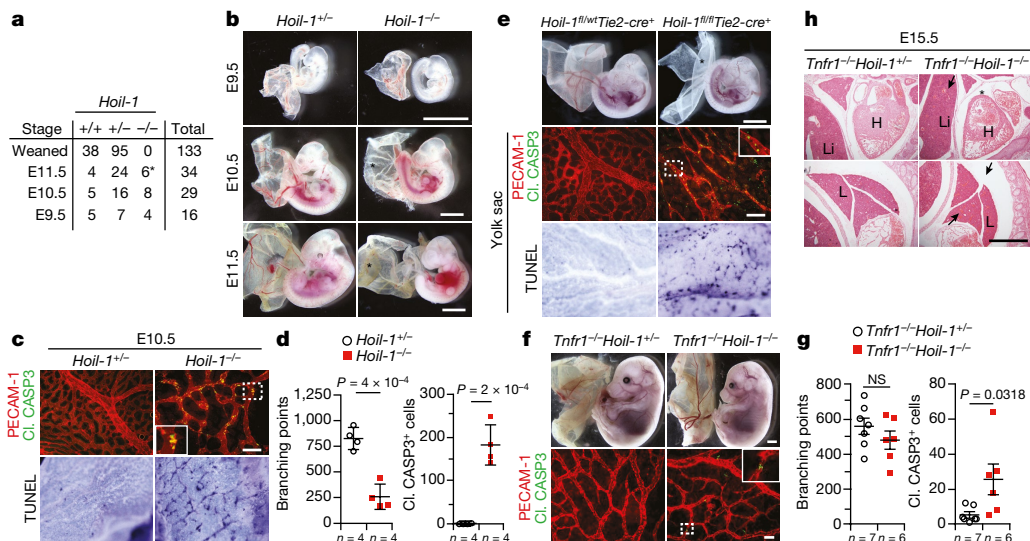 a
Hoil-1
Stage +/+ +/– –/– Total
Weaned 38 95 0 133
E11.5 4 24 6* 34
E10.5 5 16 8 29
E9.5 5 7 4 16
b
Hoil-1+/– Hoil-1–/–
E9.5
E10.5
*
E11.5
* *
c
E10.5
Hoil-1+/– Hoil-1–/–
PECAM-1
Cl. CASP3
TUNEL
d
Hoil-1+/–
Hoil-1–/–
P = 4 × 10–4
Branching points
1,250
1,000
750
500
250
0
n = 4 n = 4
P = 2 × 10–4
Cl. CASP3+ cells
300
200
100
0
n = 4 n = 4
e
Hoil-1fl/wtTie2-cre+ Hoil-1fl/flTie2-cre+
*
Yolk sac
PECAM-1
Cl. CASP3
TUNEL
f
Tnfr1–/–Hoil-1+/– Tnfr1–/–Hoil-1–/–
PECAM-1
Cl. CASP3
g
Tnfr1–/–Hoil-1+/–
Tnfr1–/–Hoil-1–/–
NS
Branching points
800
600
400
200
0
n = 7 n = 6
P = 0.0318
Cl. CASP3+ cells
60
40
20
0
n = 7 n = 6
h
E15.5
Tnfr1–/–Hoil-1+/– Tnfr1–/–Hoil-1–/–
Li H Li * H
L L